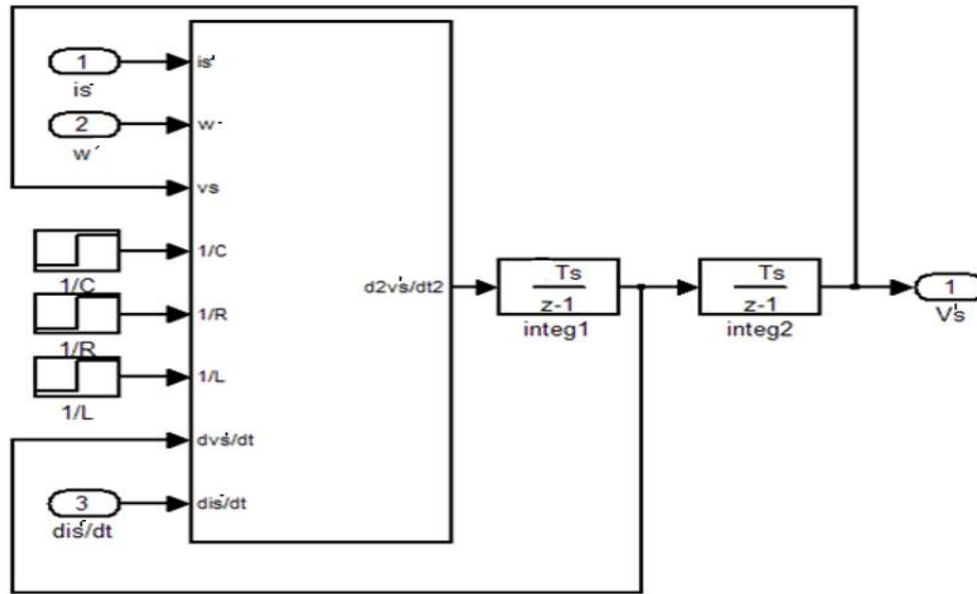 1
is'
is'
2
w'
w'
vs
1/C
1/C
1/R
1/R
1/L
1/L
dvs'/dt
3
dis'/dt
dis'/dt
d2vs'/dt2
Ts
z-1
integ1
Ts
z-1
integ2
1
V's